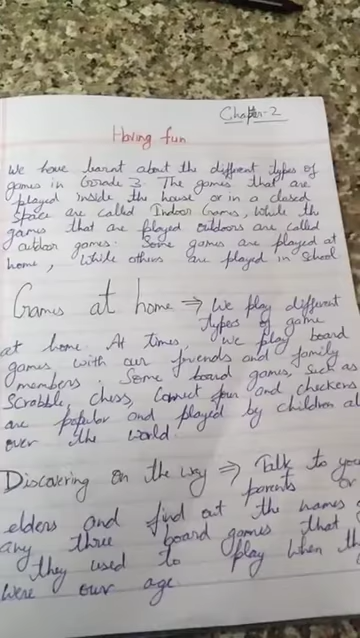 Chapter-2
Having fun
We have learnt about the different types of
games in Grade 3. The games that are
played inside the house or in a closed
space are called Indoor Games, While the
games that are played outdoors are called
outdoor games. Some games are played at
home, While others are played in School
Games at home ⇒ We play different
types of game
at home. At times, We play board
games with our friends and family
members. Some board games, such as
Scrabble, chess, Connect four and checkers
are popular and played by children all
over the world.
Discovering on the way ⇒ Talk to your
parents or
elders and find out the names of
any three board games that
they used to play when they
Were our age.